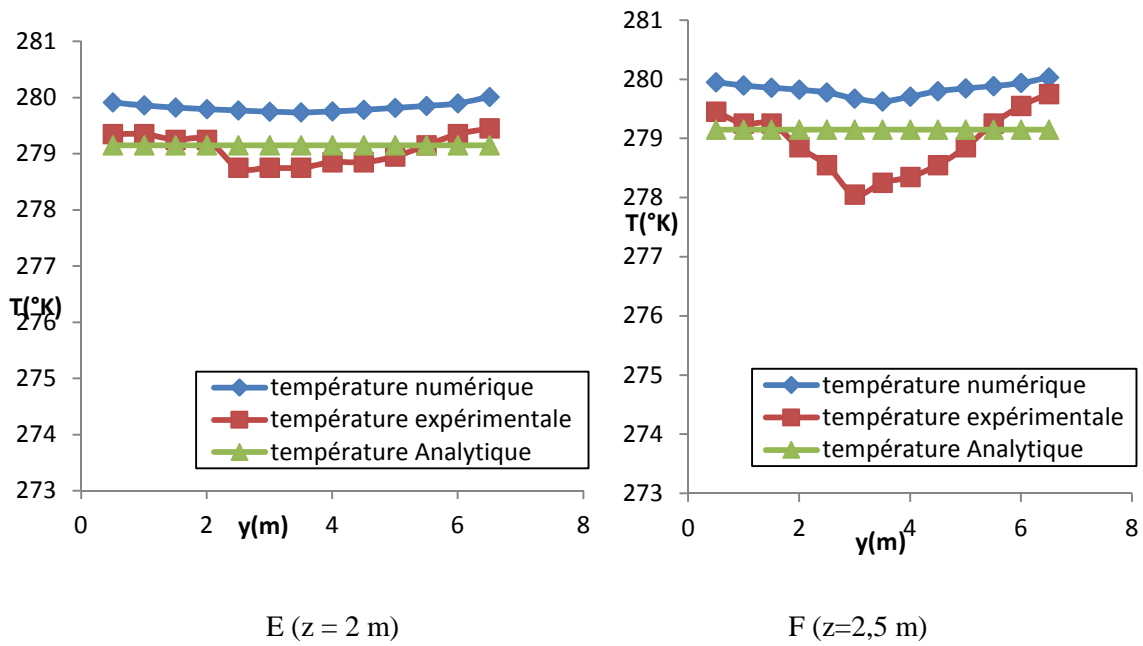 281
280
279
278
277
276
275
274
273
T(°K)
0 2 4 6 8
y(m)
température numérique
température expérimentale
température Analytique
E (z = 2 m)
281
280
279
278
277
276
275
274
273
T(°K)
0 2 4 6 8
y(m)
température numérique
température expérimentale
température Analytique
F (z=2,5 m)